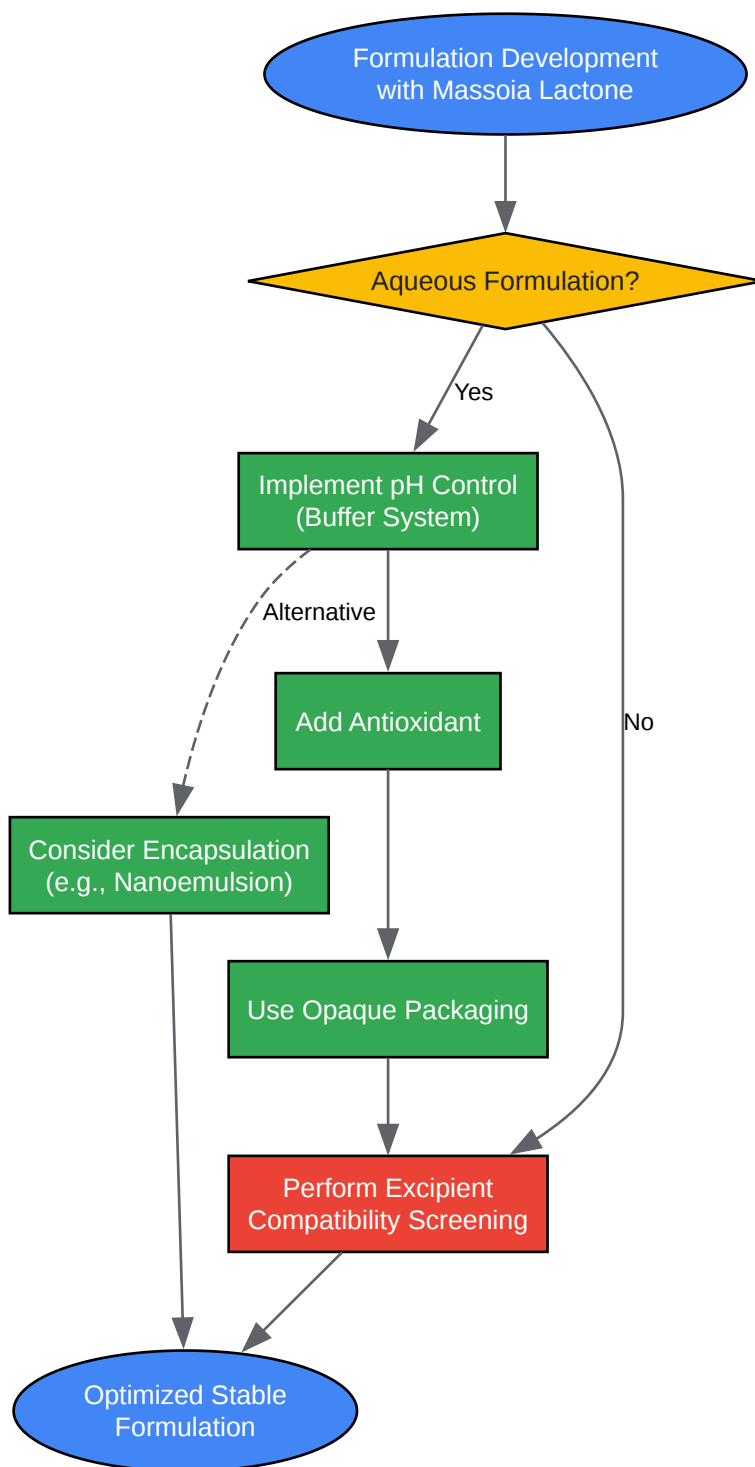 Formulation Development
with Massoia Lactone
Aqueous Formulation?
Yes
Implement pH Control
(Buffer System)
Alternative
Add Antioxidant
No
Consider Encapsulation
(e.g., Nanoemulsion)
Use Opaque Packaging
Perform Excipient
Compatibility Screening
Optimized Stable
Formulation